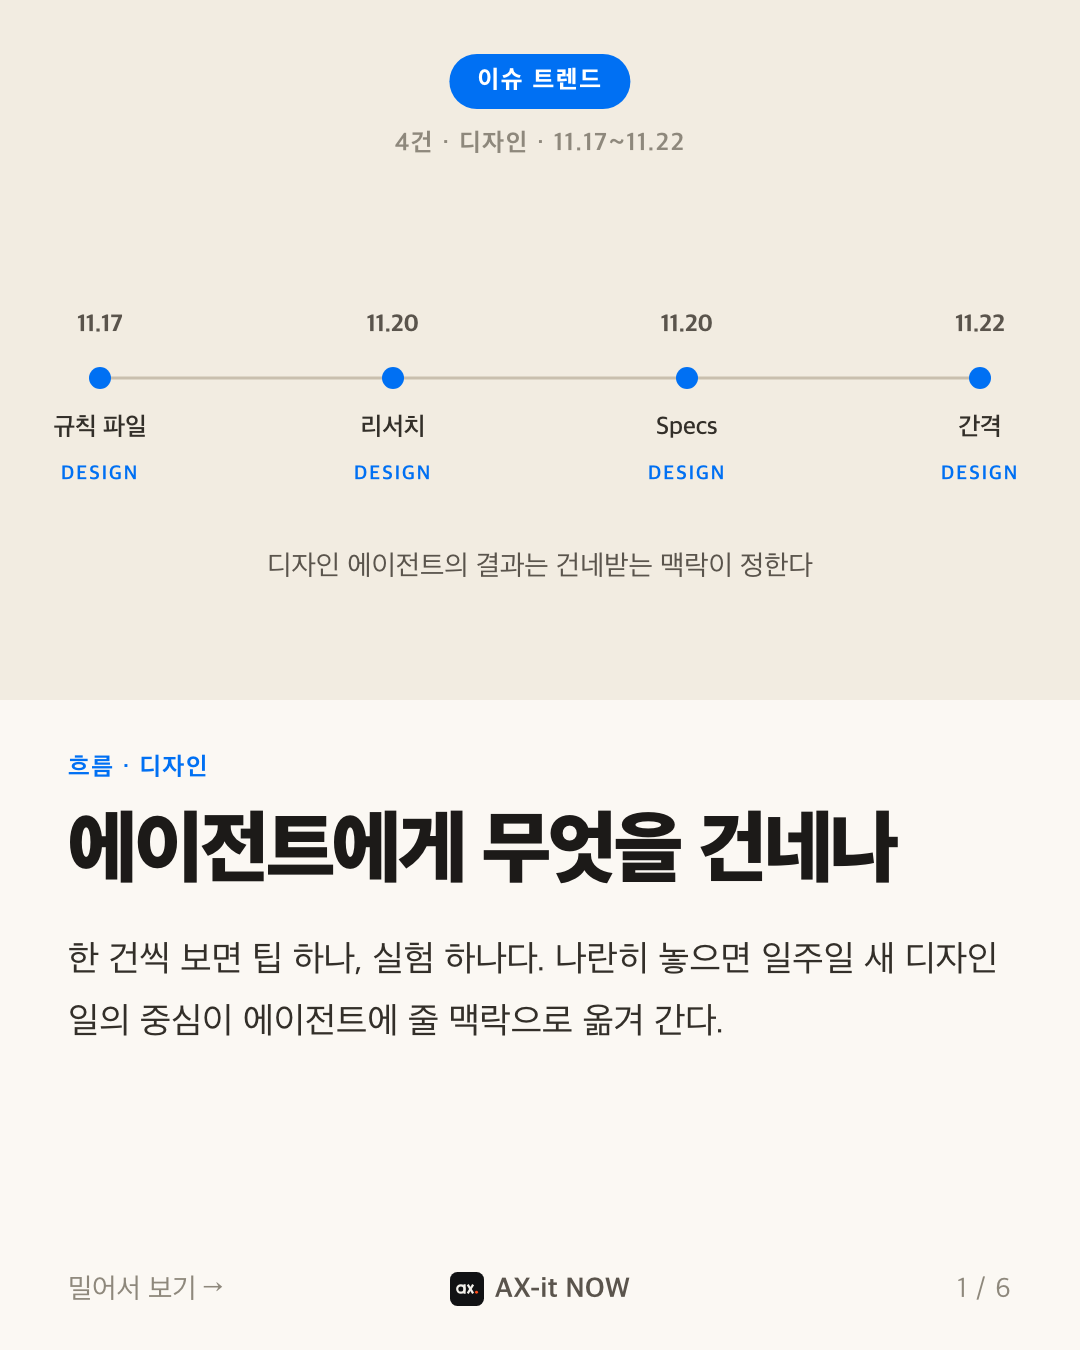 이슈 트렌드
4건 · 디자인 · 11.17~11.22
11.17 11.20 11.20 11.22
규칙 파일 리서치 Specs 간격
DESIGN DESIGN DESIGN DESIGN
디자인 에이전트의 결과는 건네받는 맥락이 정한다
흐름 · 디자인
에이전트에게 무엇을 건네나
한 건씩 보면 팁 하나, 실험 하나다. 나란히 놓으면 일주일 새 디자인
일의 중심이 에이전트에 줄 맥락으로 옮겨 간다.
밀어서 보기 → ax. AX-it NOW 1 / 6